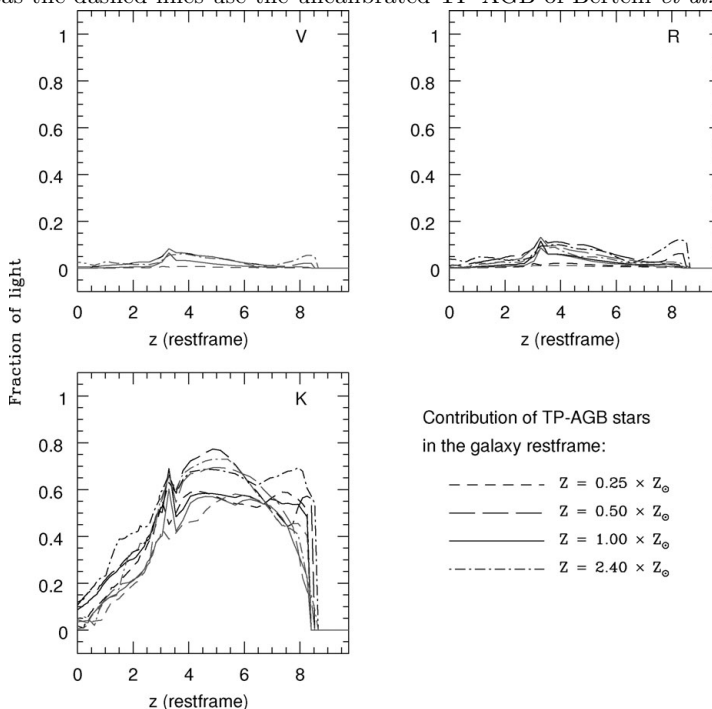 as the dashed lines use the uncalibrated TP-AGB of Bertelli et al.
V
1
0.8
0.6
0.4
0.2
0
0 2 4 6 8
z (restframe)
R
1
0.8
0.6
0.4
0.2
0
0 2 4 6 8
z (restframe)
Fraction of light
K
1
0.8
0.6
0.4
0.2
0
0 2 4 6 8
z (restframe)
Contribution of TP-AGB stars
in the galaxy restframe:
Z = 0.25 × Z⊙
Z = 0.50 × Z⊙
Z = 1.00 × Z⊙
Z = 2.40 × Z⊙